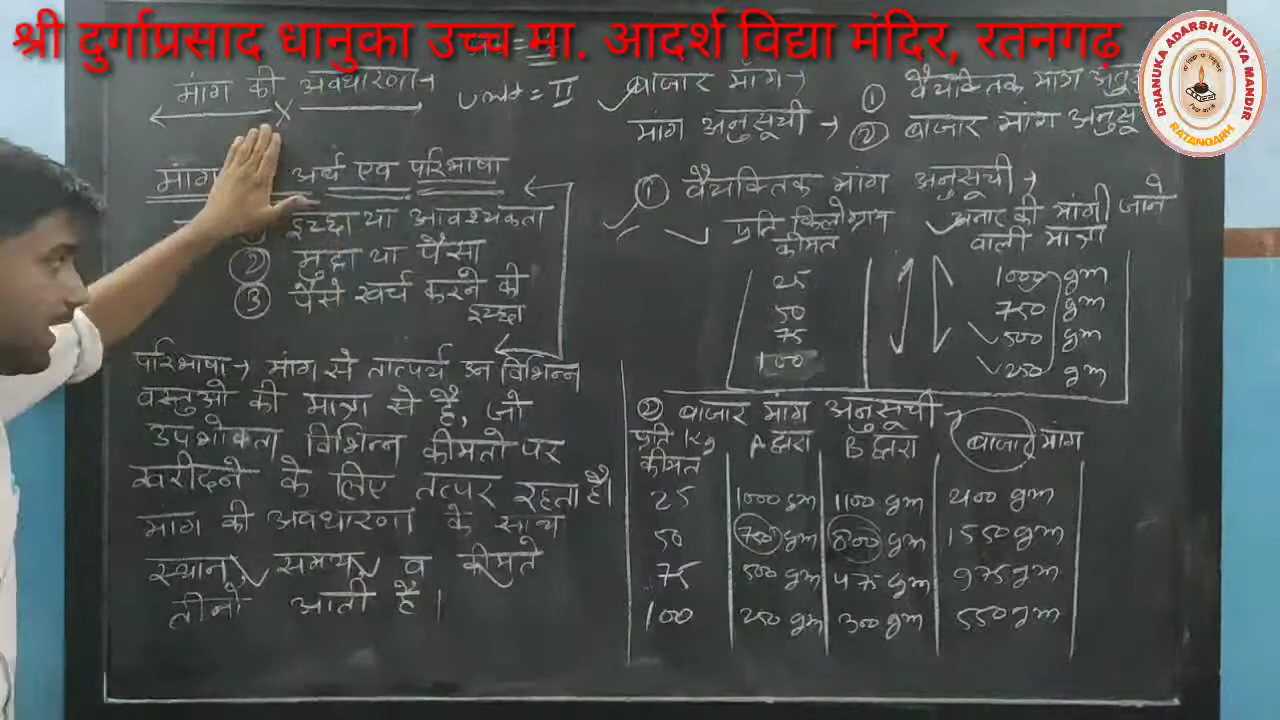 श्री दुर्गाप्रसाद धानुका उच्च मा. आदर्श विद्या मंदिर, रतनगढ़
DHANUKA ADARSH VIDYA MANDIR
RATANGARH
मांग की अवधारणा→
Unit = II
मांग अर्थ एव परिभाषा
इच्छा या आवश्यकता
② मुद्रा या पैसा
③ पैसे खर्च करने की
इच्छा
परिभाषा → मांग से तात्पर्य उन विभिन्न
वस्तुओ की मात्रा से है, जो
उपभोक्ता विभिन्न कीमतो पर
खरीदने के लिए तत्पर रहता है।
मांग की अवधारणा के साथ
स्थान, समय, व कीमते
तीनो आती है।
बाजार मांग→
मांग अनुसूची → ① वैयक्तिक मांग अनुसू
② बाजार मांग अनुसू
① वैयक्तिक मांग अनुसूची→
प्रति किलोग्राम कीमत अनार की मांगी जाने वाली मात्रा
25 1000 gm
50 750 gm
75 500 gm
100 250 gm
② बाजार मांग अनुसूची→
प्रति Kg कीमत A द्वारा B द्वारा बाजार मांग
25 1000 gm 1100 gm 2100 gm
50 750 gm 800 gm 1550 gm
75 500 gm 475 gm 975 gm
100 250 gm 300 gm 550 gm